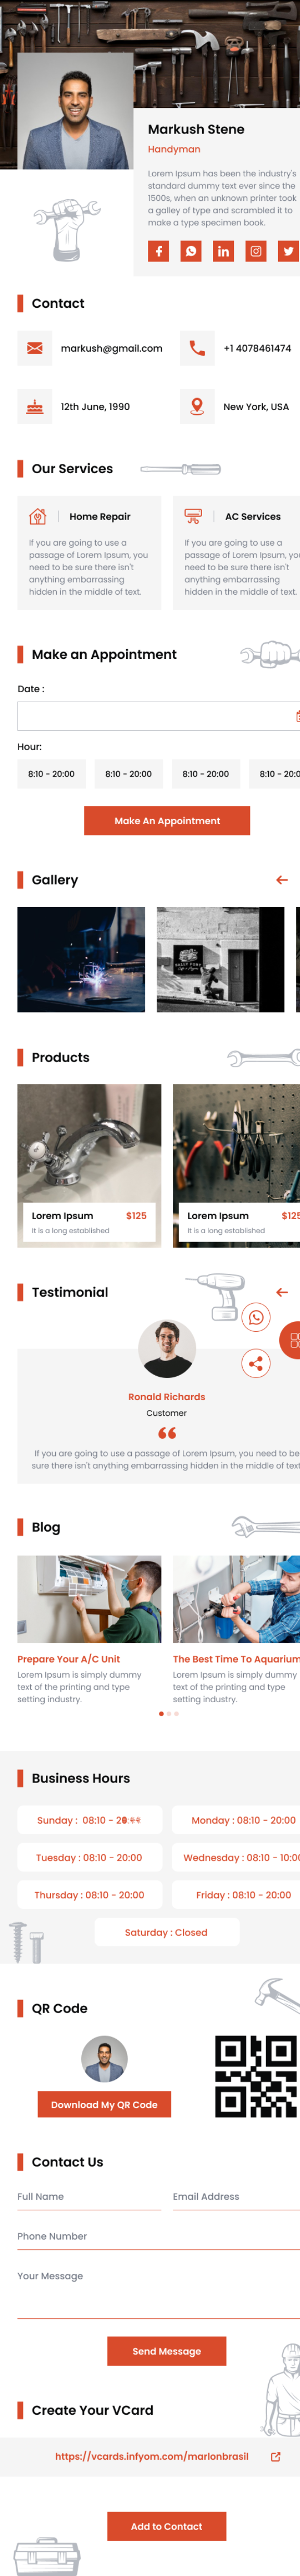 Markush Stene
Handyman
Lorem Ipsum has been the industry's
standard dummy text ever since the
1500s, when an unknown printer took
a galley of type and scrambled it to
make a type specimen book.
Contact
markush@gmail.com
+1 4078461474
12th June, 1990
New York, USA
Our Services
Home Repair
If you are going to use a
passage of Lorem Ipsum, you
need to be sure there isn't
anything embarrassing
hidden in the middle of text.
AC Services
If you are going to use a
passage of Lorem Ipsum, you
need to be sure there isn't
anything embarrassing
hidden in the middle of text.
Make an Appointment
Date :
Hour:
8:10 - 20:00
8:10 - 20:00
8:10 - 20:00
8:10 - 20:0
Make An Appointment
Gallery
Products
Lorem Ipsum $125
It is a long established
Lorem Ipsum $125
It is a long established
Testimonial
Ronald Richards
Customer
If you are going to use a passage of Lorem Ipsum, you need to be
sure there isn't anything embarrassing hidden in the middle of text
Blog
Prepare Your A/C Unit
Lorem Ipsum is simply dummy
text of the printing and type
setting industry.
The Best Time To Aquarium
Lorem Ipsum is simply dummy
text of the printing and type
setting industry.
Business Hours
Sunday : 08:10 -
Monday : 08:10 - 20:00
Tuesday : 08:10 - 20:00
Wednesday : 08:10 - 10:00
Thursday : 08:10 - 20:00
Friday : 08:10 - 20:00
Saturday : Closed
QR Code
Download My QR Code
Contact Us
Full Name
Email Address
Phone Number
Your Message
Send Message
Create Your VCard
https://vcards.infyom.com/marlonbrasil
Add to Contact